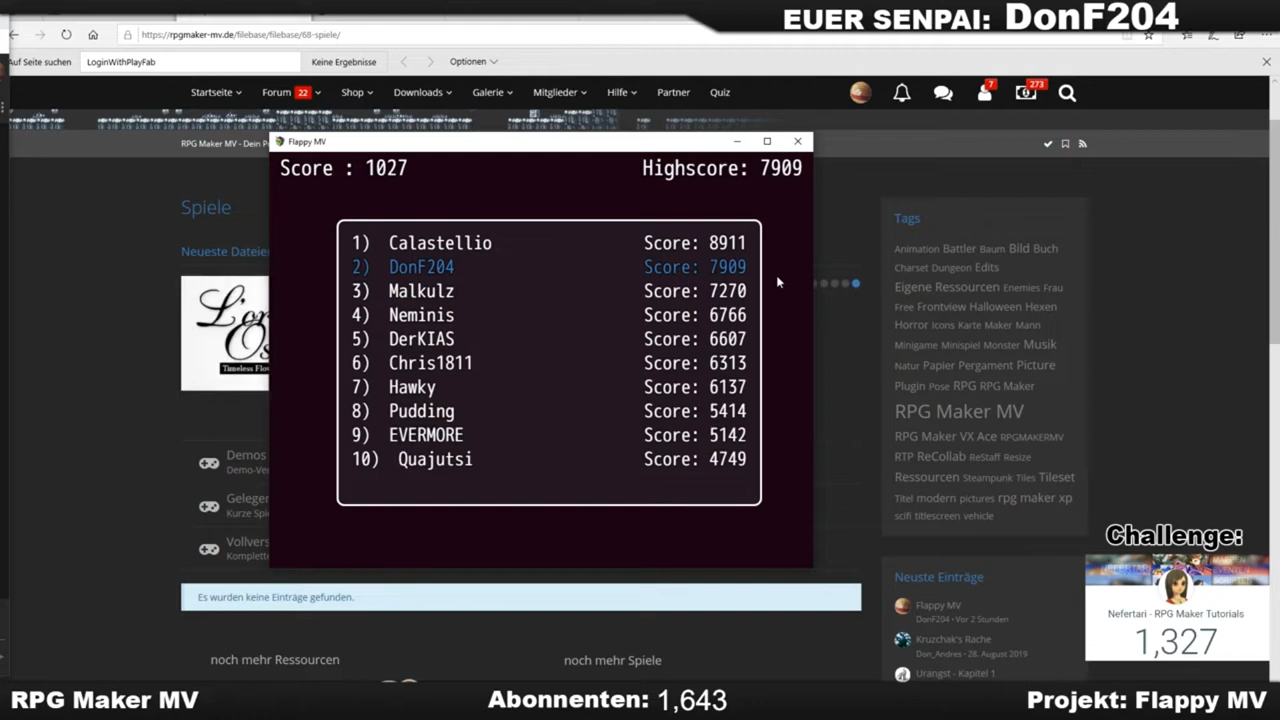 EUER SENPAI: DonF204
https://rpgmaker-mv.de/filebase/filebase/68-spiele/
Auf Seite suchen LoginWithPlayFab Keine Ergebnisse Optionen
Startseite Forum 22 Shop Downloads Galerie Mitglieder Hilfe Partner Quiz 7 273
RPG Maker MV - Dein P
Flappy MV
Score : 1027 Highscore: 7909
Spiele
Neueste Dateie
1) Calastellio Score: 8911
2) DonF204 Score: 7909
3) Malkulz Score: 7270
4) Neminis Score: 6766
5) DerKIAS Score: 6607
6) Chris1811 Score: 6313
7) Hawky Score: 6137
8) Pudding Score: 5414
9) EVERMORE Score: 5142
10) Quajutsi Score: 4749
L'or
Os
Timeless Flo
Demos
Demo-Ve
Gelegen
Kurze Spi
Vollvers
Komplett
Es wurden keine Einträge gefunden.
noch mehr Ressourcen noch mehr Spiele
Tags
Animation Battler Baum Bild Buch
Charset Dungeon Edits
Eigene Ressourcen Enemies Frau
Free Frontview Halloween Hexen
Horror Icons Karte Maker Mann
Minigame Minispiel Monster Musik
Natur Papier Pergament Picture
Plugin Pose RPG RPG Maker
RPG Maker MV
RPG Maker VX Ace RPGMAKERMV
RTP ReCollab ReStaff Resize
Ressourcen Steampunk Tiles Tileset
Titel modern pictures rpg maker xp
scifi titlescreen vehicle
Neuste Einträge
Flappy MV
DonF204 • Vor 2 Stunden
Kruzchak's Rache
Don_Andres • 28. August 2019
Urangst - Kapitel 1
Challenge:
Nefertari - RPG Maker Tutorials
1,327
RPG Maker MV Abonnenten: 1,643 Projekt: Flappy MV